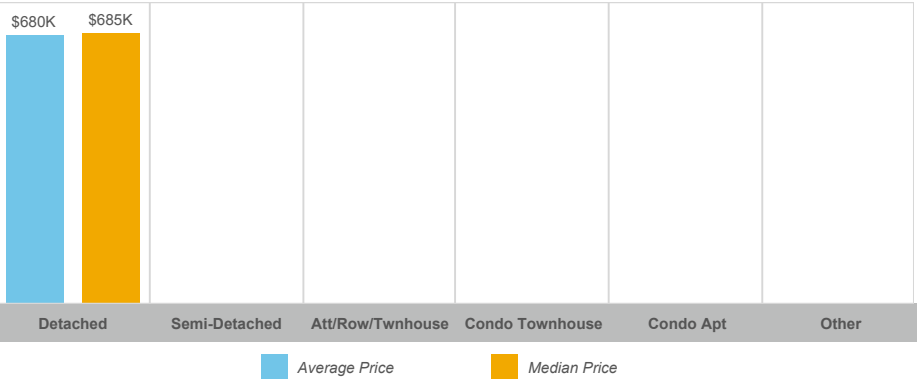 $680K $685K
Detached Semi-Detached Att/Row/Twnhouse Condo Townhouse Condo Apt Other
Average Price Median Price